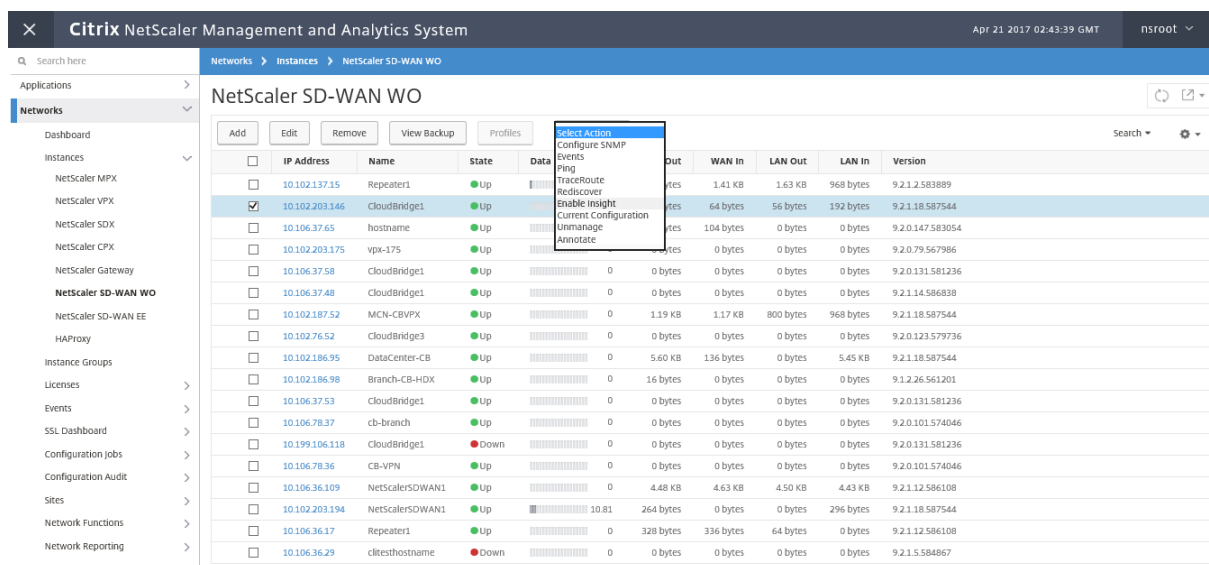 Citrix NetScaler Management and Analytics System
Apr 21 2017 02:43:39 GMT
nsroot
Search here
Networks > Instances > NetScaler SD-WAN WO
Applications
Networks
Dashboard
Instances
NetScaler MPX
NetScaler VPX
NetScaler SDX
NetScaler CPX
NetScaler Gateway
NetScaler SD-WAN WO
NetScaler SD-WAN EE
HAProxy
Instance Groups
Licenses
Events
SSL Dashboard
Configuration Jobs
Configuration Audit
Sites
Network Functions
Network Reporting
NetScaler SD-WAN WO
Add Edit Remove View Backup Profiles
Search
Select Action
Configure SNMP
Events
Ping
TraceRoute
Rediscover
Enable Insight
Current Configuration
Unmanage
Annotate
IP Address Name State Data Out WAN In LAN Out LAN In Version
10.102.137.15 Repeater1 Up ytes 1.41 KB 1.63 KB 968 bytes 9.2.1.2.583889
10.102.203.146 CloudBridge1 Up ytes 64 bytes 56 bytes 192 bytes 9.2.1.18.587544
10.106.37.65 hostname Up ytes 104 bytes 0 bytes 0 bytes 9.2.0.147.583054
10.102.203.175 vpx-175 Up 0 bytes 0 bytes 0 bytes 9.2.0.79.567986
10.106.37.58 CloudBridge1 Up 0 0 bytes 0 bytes 0 bytes 0 bytes 9.2.0.131.581236
10.106.37.48 CloudBridge1 Up 0 0 bytes 0 bytes 0 bytes 0 bytes 9.2.1.14.586838
10.102.187.52 MCN-CBVPX Up 0 1.19 KB 1.17 KB 800 bytes 968 bytes 9.2.1.18.587544
10.102.76.52 CloudBridge3 Up 0 0 bytes 0 bytes 0 bytes 0 bytes 9.2.0.123.579736
10.102.186.95 DataCenter-CB Up 0 5.60 KB 136 bytes 0 bytes 5.45 KB 9.2.1.18.587544
10.102.186.98 Branch-CB-HDX Up 0 16 bytes 0 bytes 0 bytes 0 bytes 9.1.2.26.561201
10.106.37.53 CloudBridge1 Up 0 0 bytes 0 bytes 0 bytes 0 bytes 9.2.0.131.581236
10.106.78.37 cb-branch Up 0 0 bytes 0 bytes 0 bytes 0 bytes 9.2.0.101.574046
10.199.106.118 CloudBridge1 Down 0 0 bytes 0 bytes 0 bytes 0 bytes 9.2.0.131.581236
10.106.78.36 CB-VPN Up 0 0 bytes 0 bytes 0 bytes 0 bytes 9.2.0.101.574046
10.106.36.109 NetScalerSDWAN1 Up 0 4.48 KB 4.63 KB 4.50 KB 4.43 KB 9.2.1.12.586108
10.102.203.194 NetScalerSDWAN1 Up 10.81 264 bytes 0 bytes 0 bytes 296 bytes 9.2.1.18.587544
10.106.36.17 Repeater1 Up 0 328 bytes 336 bytes 64 bytes 0 bytes 9.2.1.12.586108
10.106.36.29 clitesthostname Down 0 0 bytes 0 bytes 0 bytes 0 bytes 9.2.1.5.584867